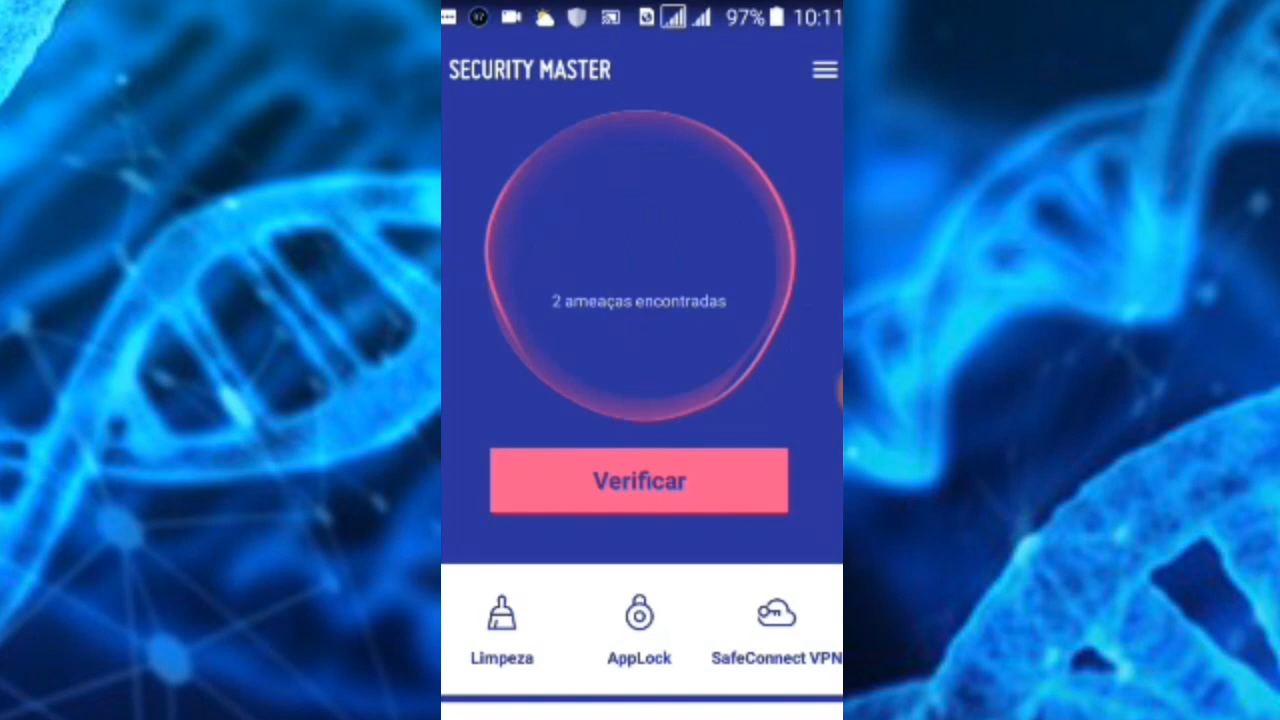 97% 10:11
SECURITY MASTER
2 ameaças encontradas
Verificar
Limpeza AppLock SafeConnect VPN